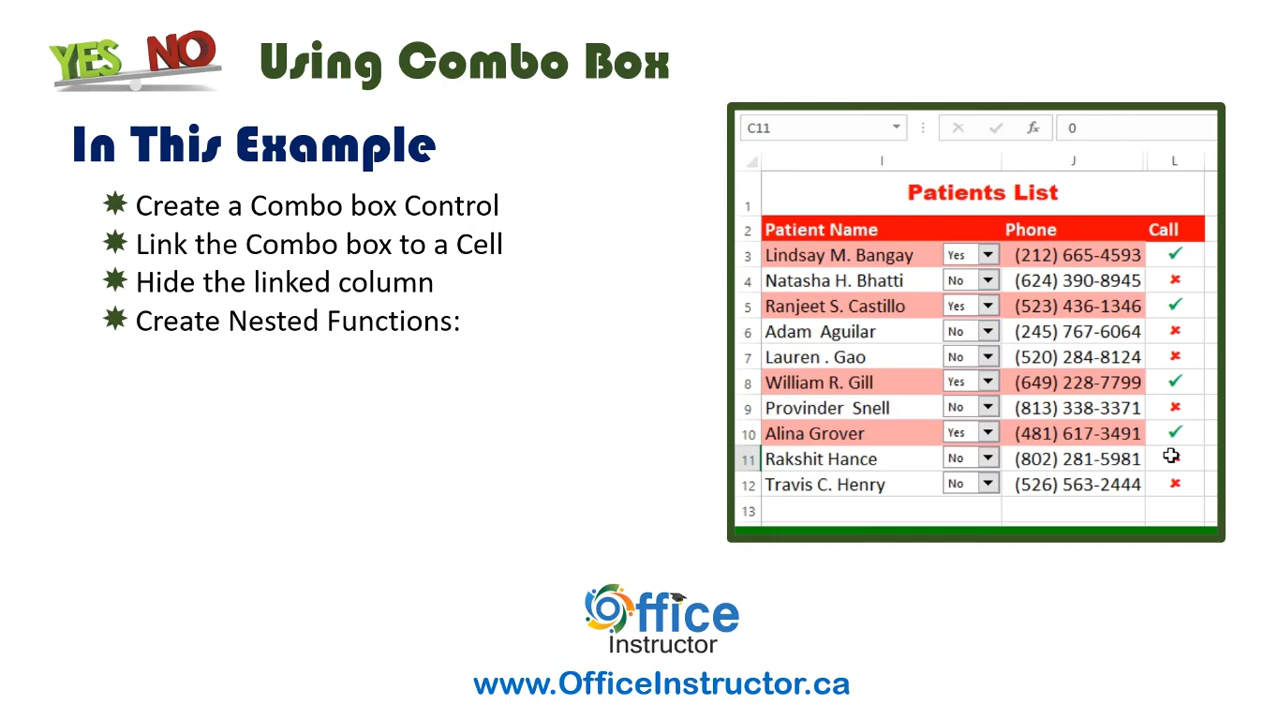 YES NO
Using Combo Box
In This Example
Create a Combo box Control
Link the Combo box to a Cell
Hide the linked column
Create Nested Functions:
C11 fx 0
I J L
1 Patients List
2 Patient Name Phone Call
3 Lindsay M. Bangay Yes (212) 665-4593
4 Natasha H. Bhatti No (624) 390-8945
5 Ranjeet S. Castillo Yes (523) 436-1346
6 Adam Aguilar No (245) 767-6064
7 Lauren . Gao No (520) 284-8124
8 William R. Gill Yes (649) 228-7799
9 Provinder Snell No (813) 338-3371
10 Alina Grover Yes (481) 617-3491
11 Rakshit Hance No (802) 281-5981
12 Travis C. Henry No (526) 563-2444
13
Office
Instructor
www.OfficeInstructor.ca